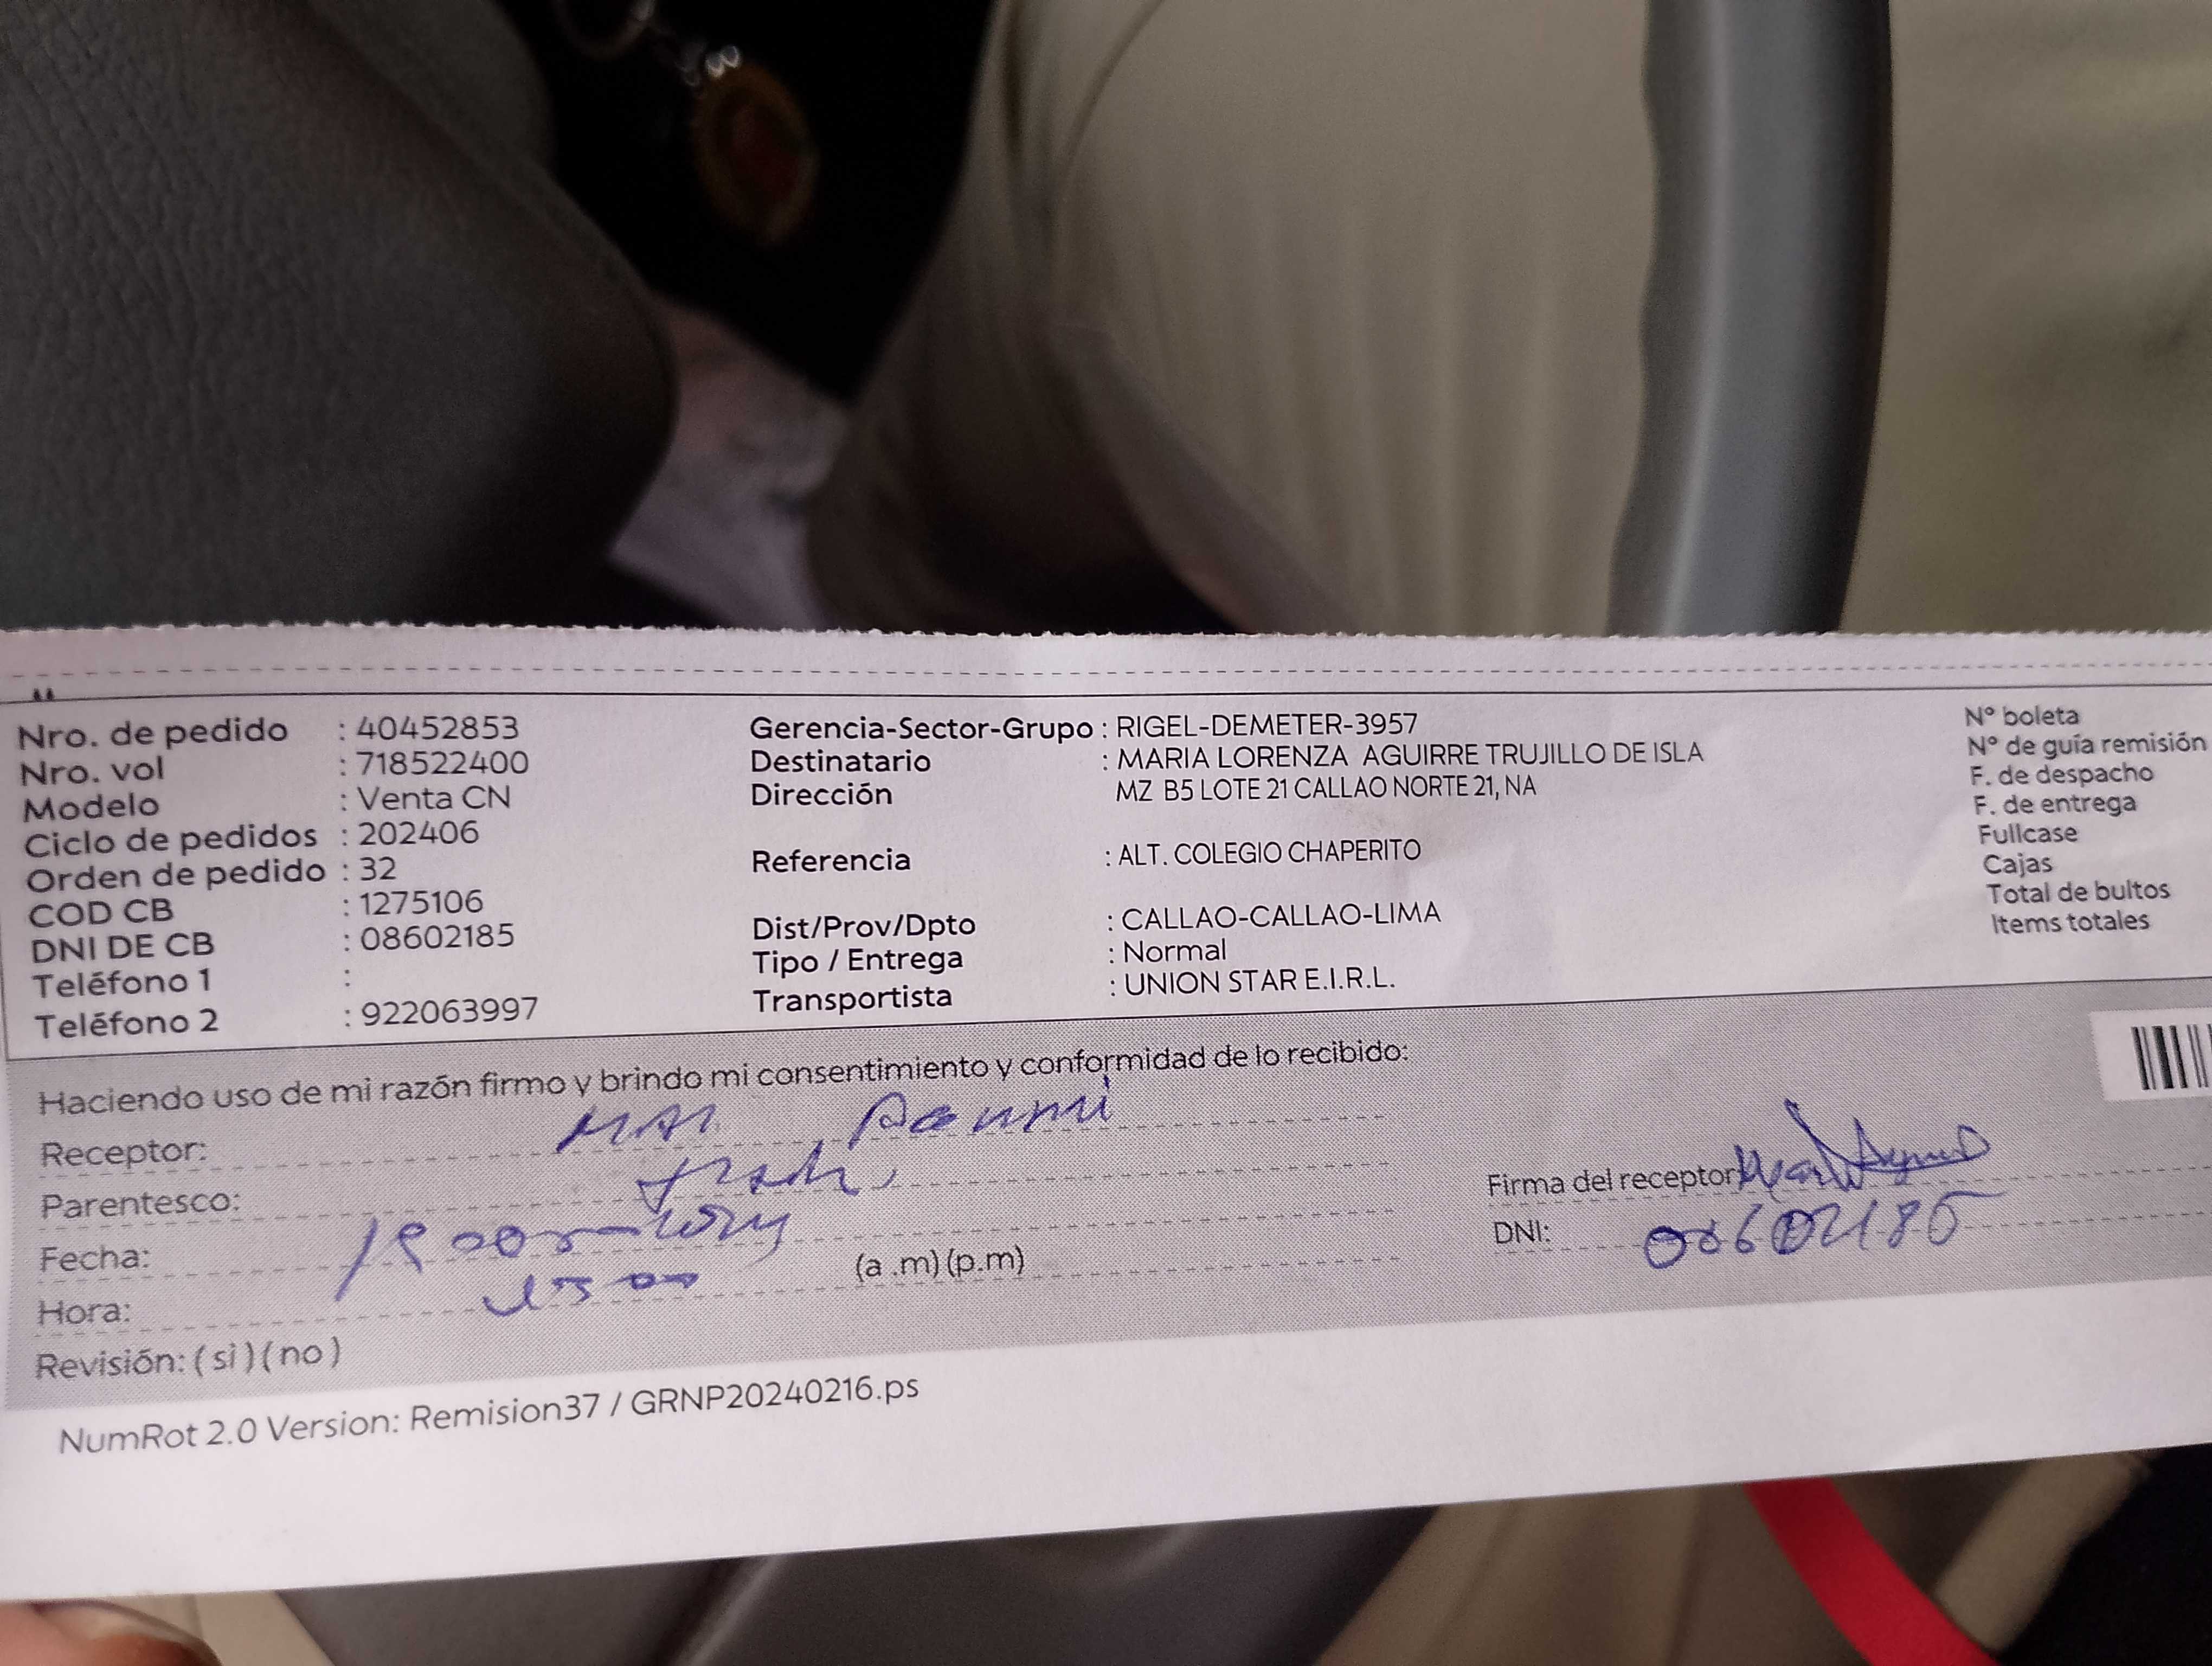 Nro. de pedido : 40452853
Nro. vol : 718522400
Modelo : Venta CN
Ciclo de pedidos : 202406
Orden de pedido : 32
COD CB : 1275106
DNI DE CB : 08602185
Teléfono 1 :
Teléfono 2 : 922063997
Gerencia-Sector-Grupo : RIGEL-DEMETER-3957
Destinatario : MARIA LORENZA AGUIRRE TRUJILLO DE ISLA
Dirección MZ B5 LOTE 21 CALLAO NORTE 21, NA
Referencia : ALT. COLEGIO CHAPERITO
Dist/Prov/Dpto : CALLAO-CALLAO-LIMA
Tipo / Entrega : Normal
Transportista : UNION STAR E.I.R.L.
N° boleta
N° de guía remisión
F. de despacho
F. de entrega
Fullcase
Cajas
Total de bultos
Items totales
Haciendo uso de mi razón firmo y brindo mi consentimiento y conformidad de lo recibido:
Receptor:
Parentesco:
Fecha:
Hora: (a .m) (p.m)
Revisión: ( si ) ( no )
Firma del receptor
DNI: 08602185
NumRot 2.0 Version: Remision37 / GRNP20240216.ps